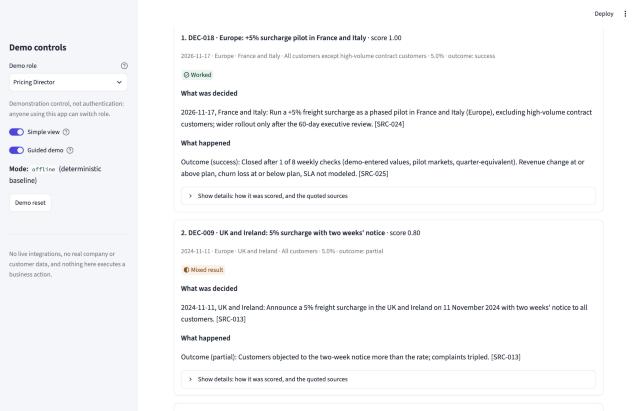 Deploy
Demo controls
Demo role
Pricing Director
Demonstration control, not authentication:
anyone using this app can switch role.
Simple view
Guided demo
Mode: offline (deterministic
baseline)
Demo reset
No live integrations, no real company or
customer data, and nothing here executes a
business action.
1. DEC-018 · Europe: +5% surcharge pilot in France and Italy · score 1.00
2026-11-17 · Europe · France and Italy · All customers except high-volume contract customers · 5.0% · outcome: success
Worked
What was decided
2026-11-17, France and Italy: Run a +5% freight surcharge as a phased pilot in France and Italy (Europe), excluding high-volume contract
customers; wider rollout only after the 60-day executive review. [SRC-024]
What happened
Outcome (success): Closed after 1 of 8 weekly checks (demo-entered values, pilot markets, quarter-equivalent). Revenue change at or
above plan, churn loss at or below plan, SLA not modeled. [SRC-025]
Show details: how it was scored, and the quoted sources
2. DEC-009 · UK and Ireland: 5% surcharge with two weeks' notice · score 0.80
2024-11-11 · Europe · UK and Ireland · All customers · 5.0% · outcome: partial
Mixed result
What was decided
2024-11-11, UK and Ireland: Announce a 5% freight surcharge in the UK and Ireland on 11 November 2024 with two weeks' notice to all
customers. [SRC-013]
What happened
Outcome (partial): Customers objected to the two-week notice more than the rate; complaints tripled. [SRC-013]
Show details: how it was scored, and the quoted sources